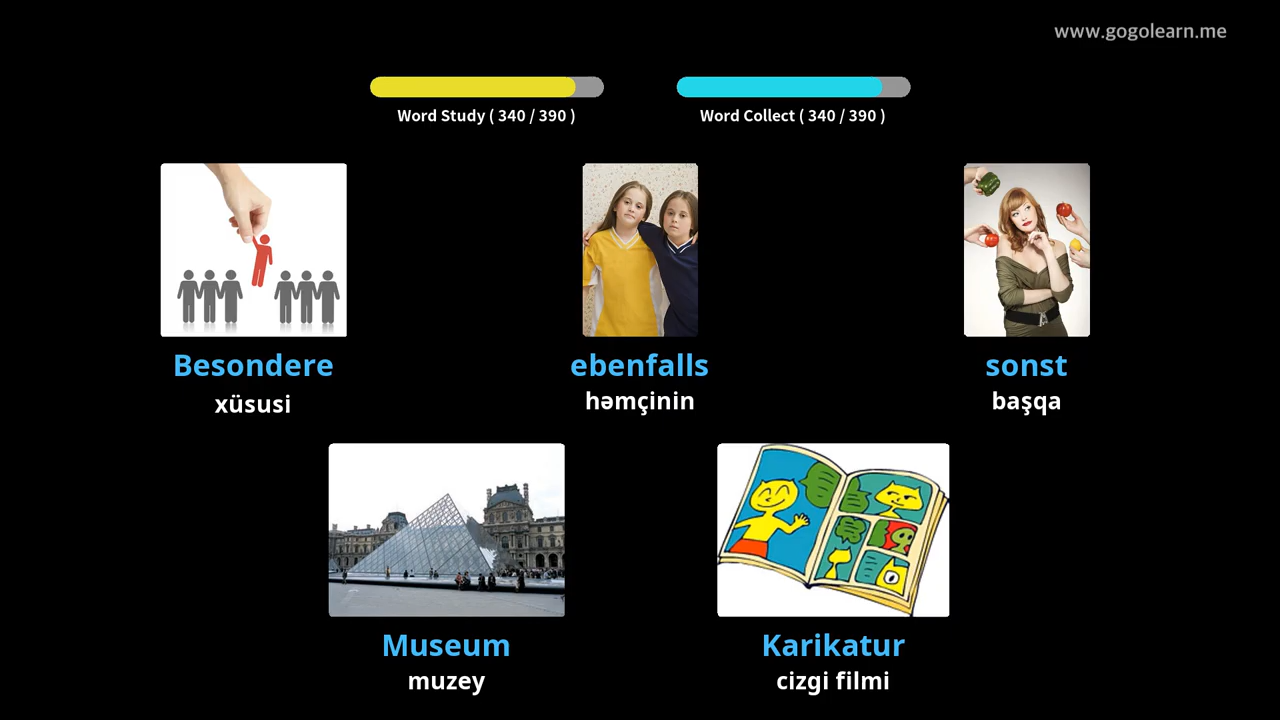 www.gogolearn.me
Word Study ( 340 / 390 )
Word Collect ( 340 / 390 )
Besondere
xüsusi
ebenfalls
həmçinin
sonst
başqa
Museum
muzey
Karikatur
cizgi filmi